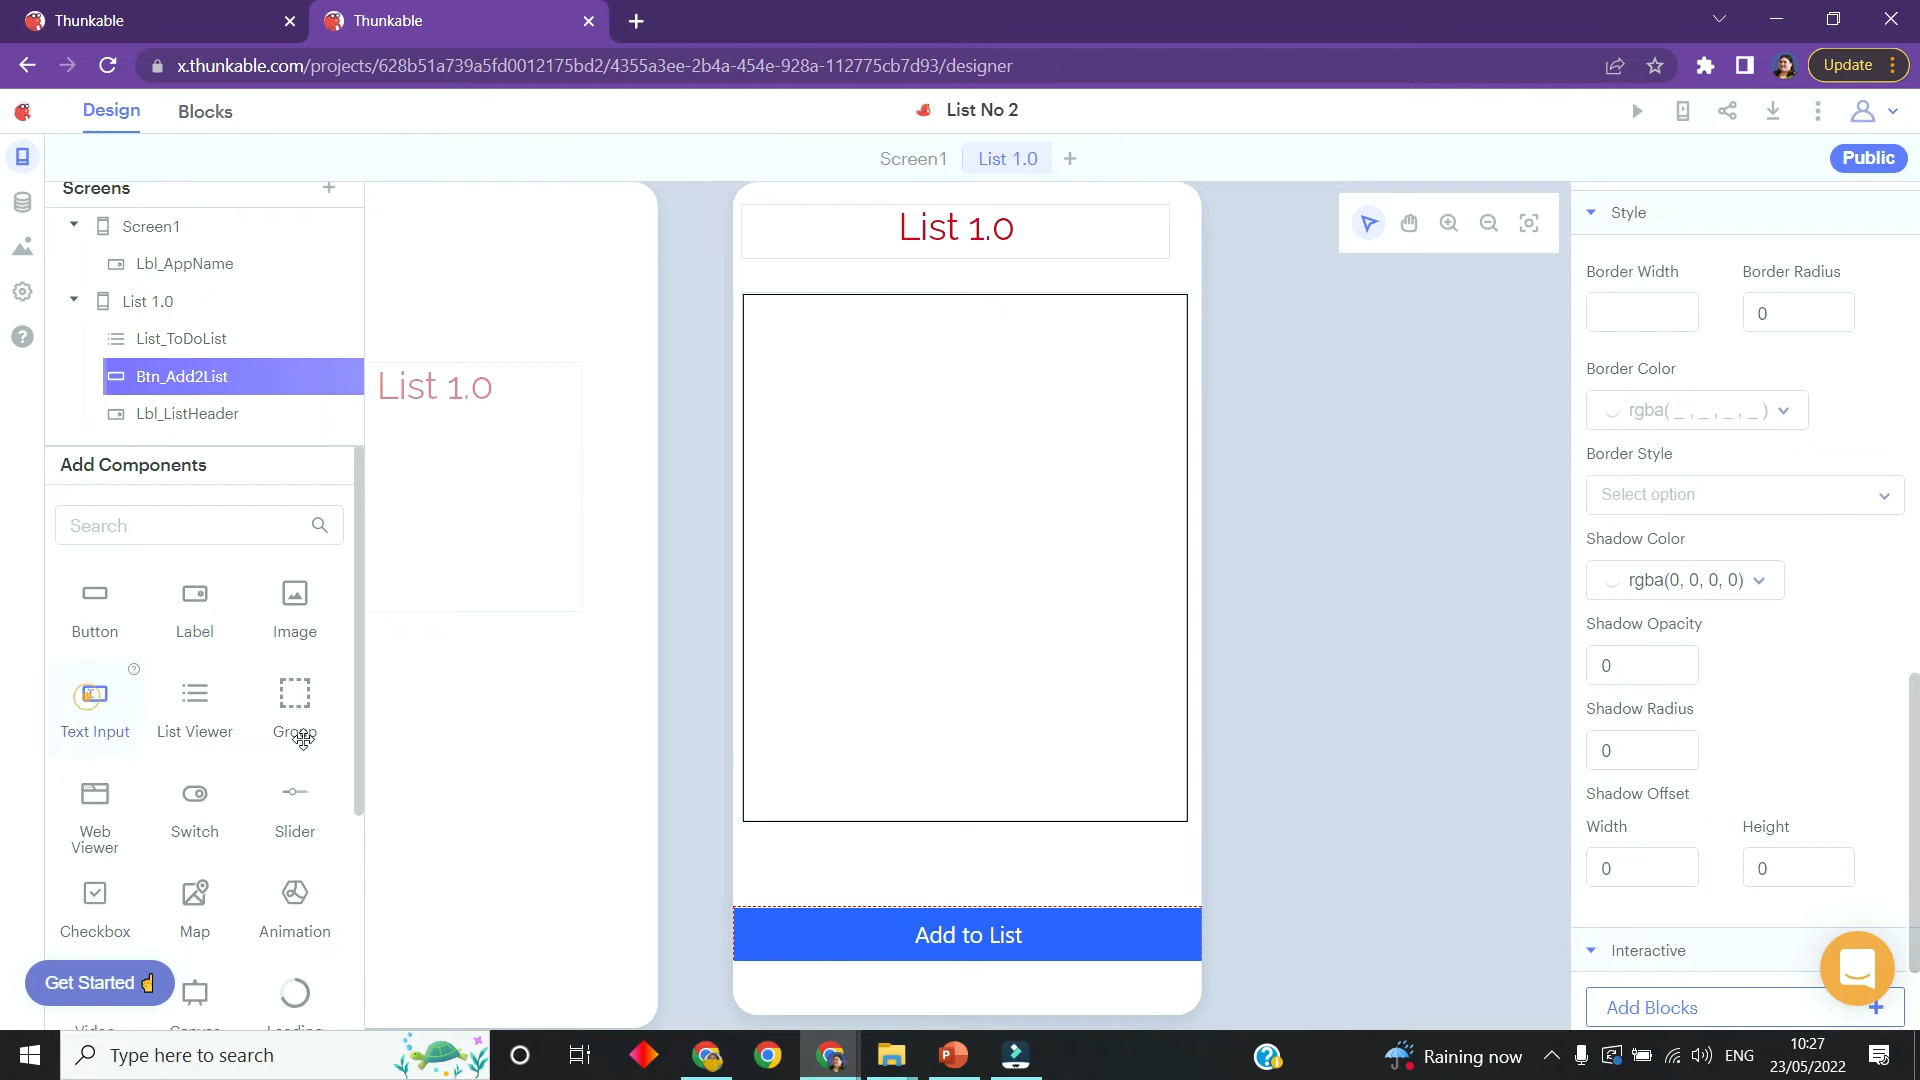 Thunkable
Thunkable
x.thunkable.com/projects/628b51a739a5fd0012175bd2/4355a3ee-2b4a-454e-928a-112775cb7d93/designer
Update
Design
Blocks
List No 2
Screen1
List 1.0
Public
Screens
Screen1
Lbl_AppName
List 1.0
List_ToDoList
Btn_Add2List
Lbl_ListHeader
Add Components
Search
Button
Label
Image
Text Input
List Viewer
Group
Web Viewer
Switch
Slider
Checkbox
Map
Animation
Get Started
List 1.0
List 1.0
Add to List
Style
Border Width
Border Radius
0
Border Color
rgba( _ , _ , _ , _ )
Border Style
Select option
Shadow Color
rgba(0, 0, 0, 0)
Shadow Opacity
0
Shadow Radius
0
Shadow Offset
Width
Height
0
0
Interactive
Add Blocks
Type here to search
Raining now
ENG
10:27
23/05/2022